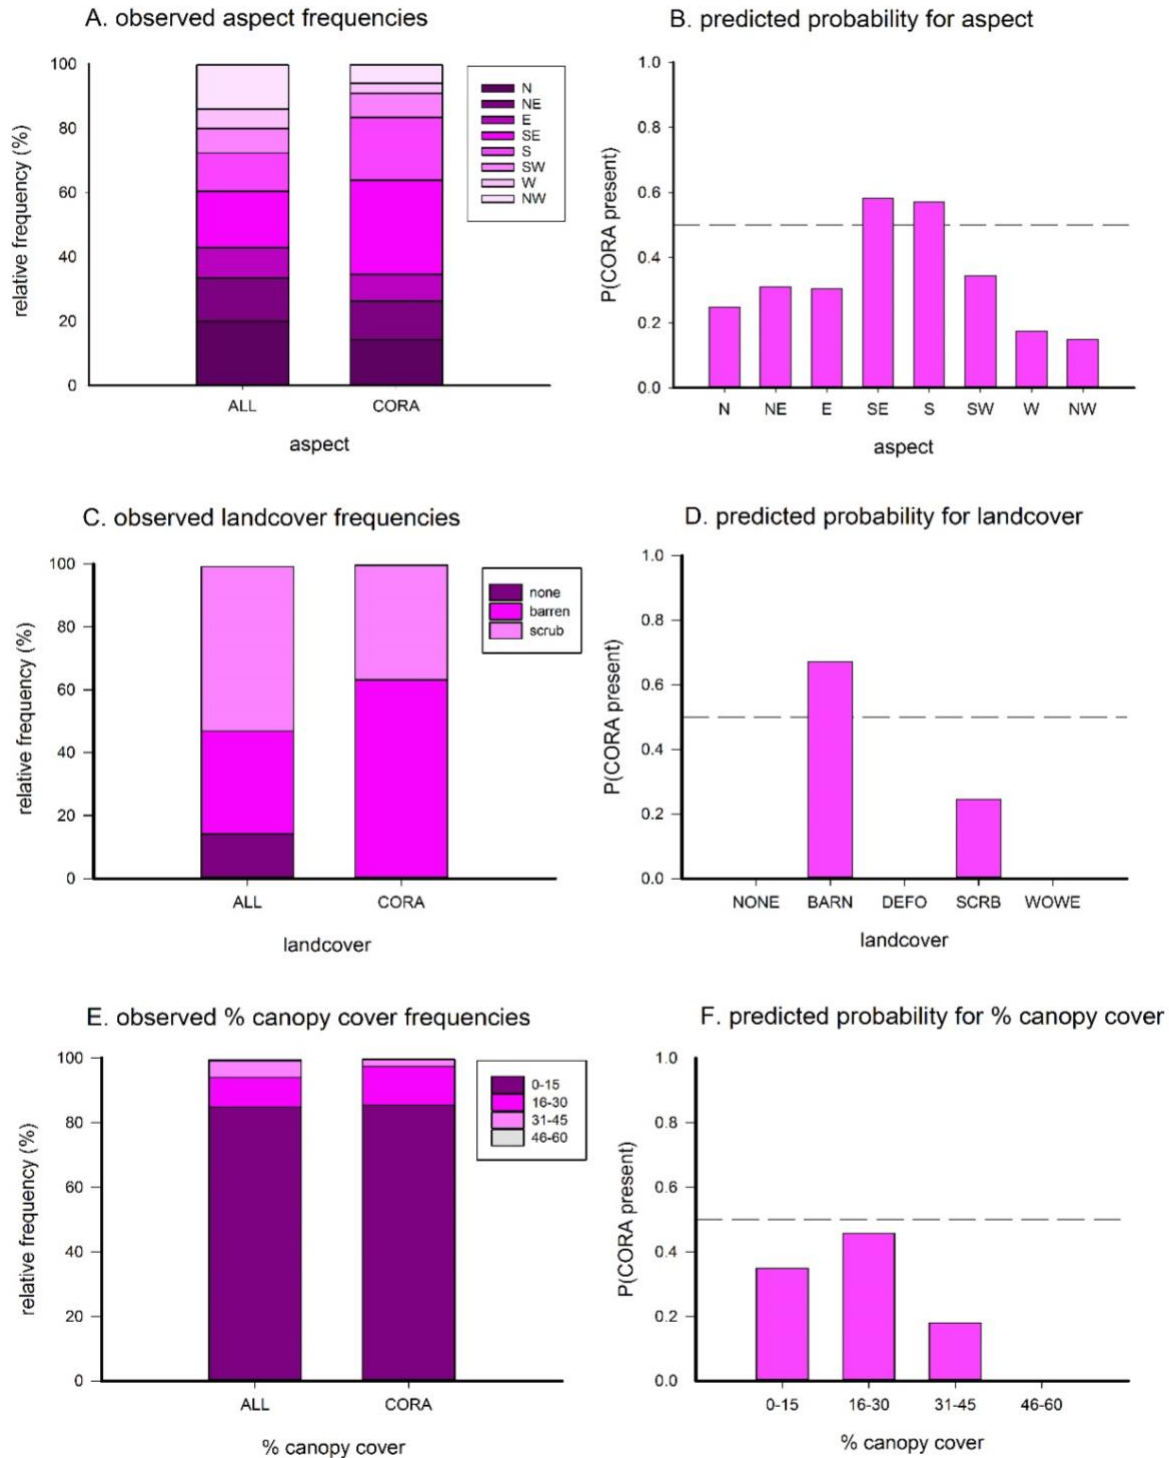 A. observed aspect frequencies
relative frequency (%)
100
80
60
40
20
0
ALL
CORA
aspect
N
NE
E
SE
S
SW
W
NW
B. predicted probability for aspect
P(CORA present)
1.0
0.8
0.6
0.4
0.2
0.0
N
NE
E
SE
S
SW
W
NW
aspect
C. observed landcover frequencies
relative frequency (%)
100
80
60
40
20
0
ALL
CORA
landcover
none
barren
scrub
D. predicted probability for landcover
P(CORA present)
1.0
0.8
0.6
0.4
0.2
0.0
NONE
BARN
DEFO
SCRB
WOWE
landcover
E. observed % canopy cover frequencies
relative frequency (%)
100
80
60
40
20
0
ALL
CORA
% canopy cover
0-15
16-30
31-45
46-60
F. predicted probability for % canopy cover
P(CORA present)
1.0
0.8
0.6
0.4
0.2
0.0
0-15
16-30
31-45
46-60
% canopy cover